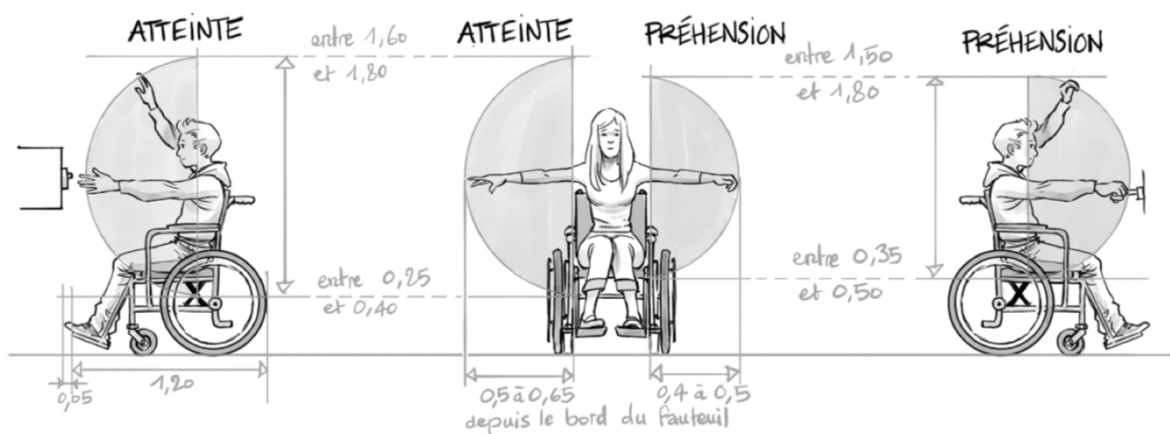 ATTEINTE
ATTEINTE
PRÉHENSION
PRÉHENSION
entre 1,60
et 1,80
entre 1,50
et 1,80
entre 0,25
et 0,40
entre 0,35
et 0,50
0,05
1,20
0,5 à 0,65
0,4 à 0,5
depuis le bord du fauteuil